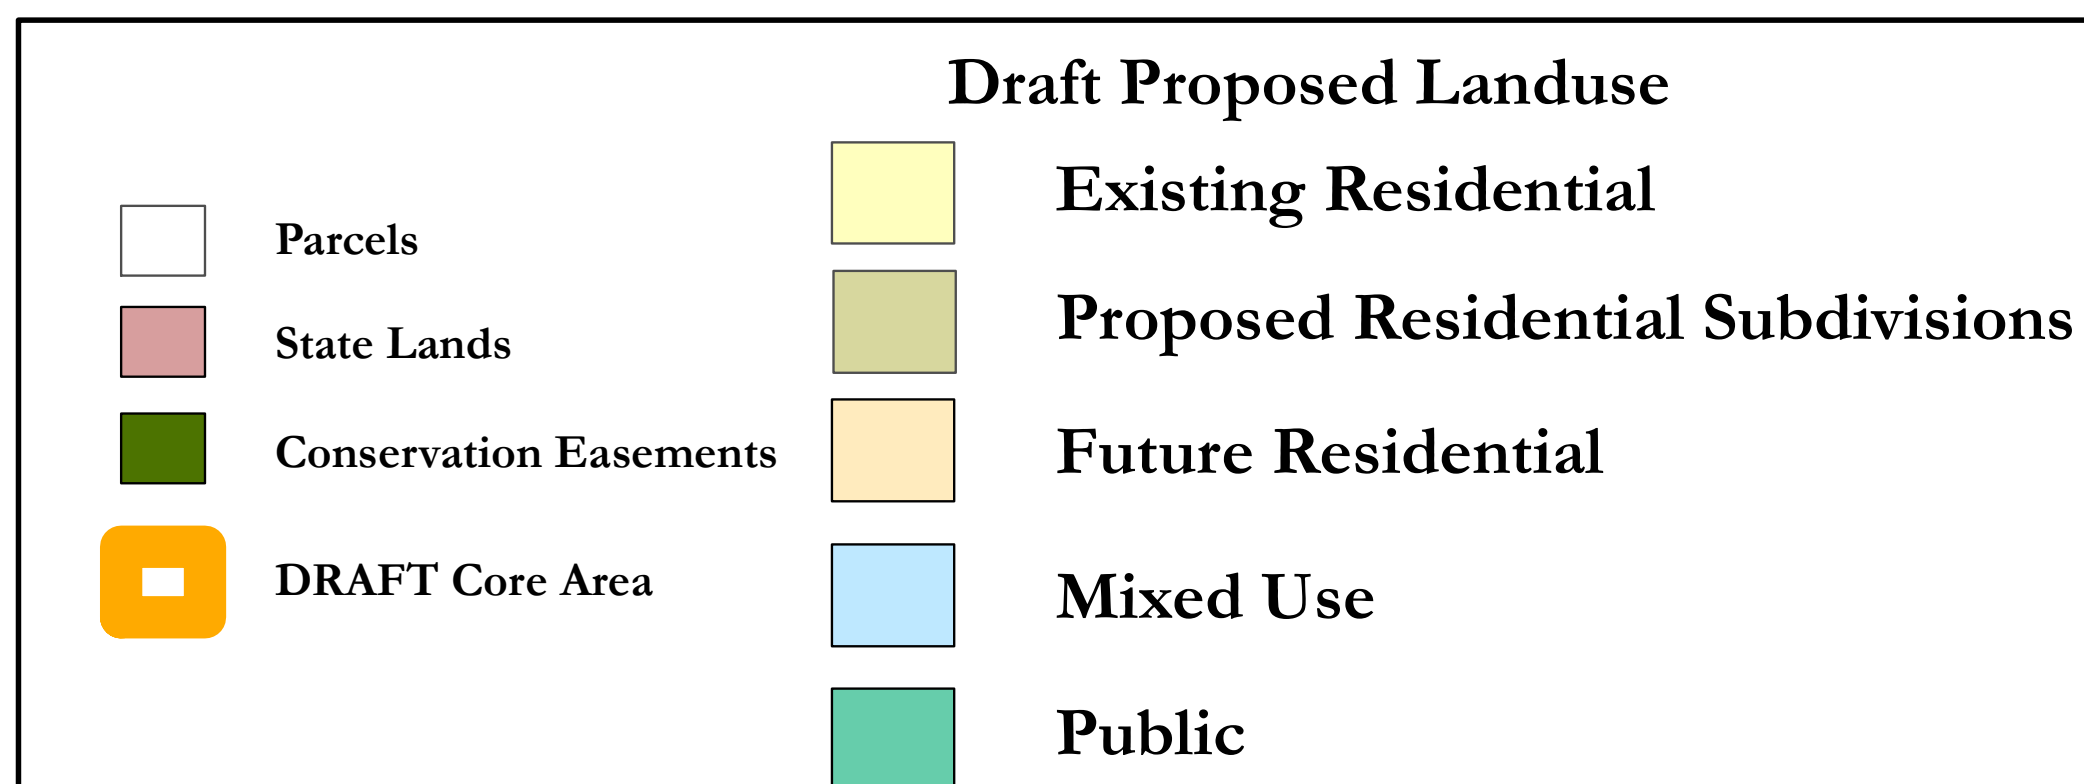 Draft Proposed Landuse
Parcels
State Lands
Conservation Easements
DRAFT Core Area
Existing Residential
Proposed Residential Subdivisions
Future Residential
Mixed Use
Public